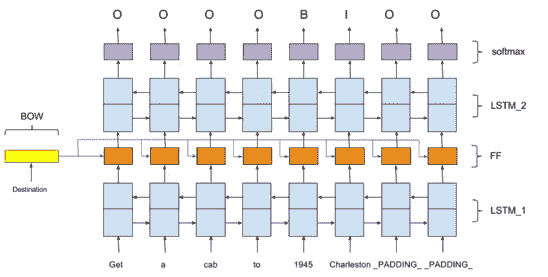 O O O O B I O O
softmax
LSTM_2
BOW
FF
Destination
LSTM_1
Get a cab to 1945 Charleston _PADDING_ _PADDING_